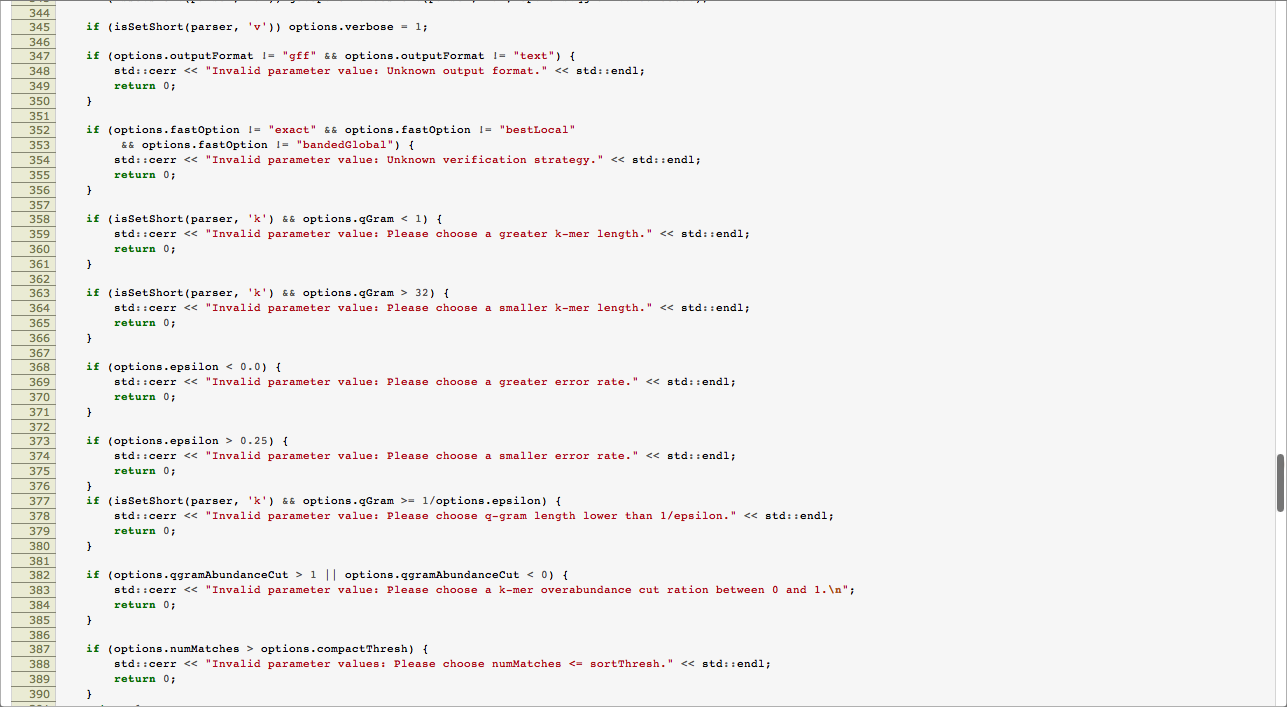 344
345 if (isSetShort(parser, 'v')) options.verbose = 1;
346
347 if (options.outputFormat != "gff" && options.outputFormat != "text") {
348 std::cerr << "Invalid parameter value: Unknown output format." << std::endl;
349 return 0;
350 }
351
352 if (options.fastOption != "exact" && options.fastOption != "bestLocal"
353 && options.fastOption != "bandedGlobal") {
354 std::cerr << "Invalid parameter value: Unknown verification strategy." << std::endl;
355 return 0;
356 }
357
358 if (isSetShort(parser, 'k') && options.qGram < 1) {
359 std::cerr << "Invalid parameter value: Please choose a greater k-mer length." << std::endl;
360 return 0;
361 }
362
363 if (isSetShort(parser, 'k') && options.qGram > 32) {
364 std::cerr << "Invalid parameter value: Please choose a smaller k-mer length." << std::endl;
365 return 0;
366 }
367
368 if (options.epsilon < 0.0) {
369 std::cerr << "Invalid parameter value: Please choose a greater error rate." << std::endl;
370 return 0;
371 }
372
373 if (options.epsilon > 0.25) {
374 std::cerr << "Invalid parameter value: Please choose a smaller error rate." << std::endl;
375 return 0;
376 }
377 if (isSetShort(parser, 'k') && options.qGram >= 1/options.epsilon) {
378 std::cerr << "Invalid parameter value: Please choose q-gram length lower than 1/epsilon." << std::endl;
379 return 0;
380 }
381
382 if (options.qgramAbundanceCut > 1 || options.qgramAbundanceCut < 0) {
383 std::cerr << "Invalid parameter value: Please choose a k-mer overabundance cut ration between 0 and 1.\n";
384 return 0;
385 }
386
387 if (options.numMatches > options.compactThresh) {
388 std::cerr << "Invalid parameter values: Please choose numMatches <= sortThresh." << std::endl;
389 return 0;
390 }